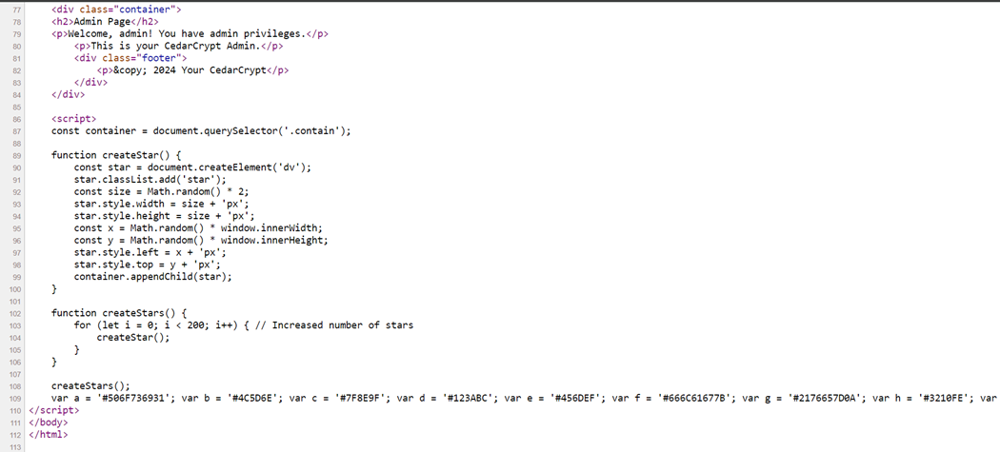 77 <div class="container">
78 <h2>Admin Page</h2>
79 <p>Welcome, admin! You have admin privileges.</p>
80 <p>This is your CedarCrypt Admin.</p>
81 <div class="footer">
82 <p>&copy; 2024 Your CedarCrypt</p>
83 </div>
84 </div>
85
86 <script>
87 const container = document.querySelector('.contain');
88
89 function createStar() {
90 const star = document.createElement('dv');
91 star.classList.add('star');
92 const size = Math.random() * 2;
93 star.style.width = size + 'px';
94 star.style.height = size + 'px';
95 const x = Math.random() * window.innerWidth;
96 const y = Math.random() * window.innerHeight;
97 star.style.left = x + 'px';
98 star.style.top = y + 'px';
99 container.appendChild(star);
100 }
101
102 function createStars() {
103 for (let i = 0; i < 200; i++) { // Increased number of stars
104 createStar();
105 }
106 }
107
108 createStars();
109 var a = '#506F736931'; var b = '#4C5D6E'; var c = '#7F8E9F'; var d = '#123ABC'; var e = '#456DEF'; var f = '#666C61677B'; var g = '#2176657D0A'; var h = '#3210FE'; var
110 </script>
111 </body>
112 </html>
113